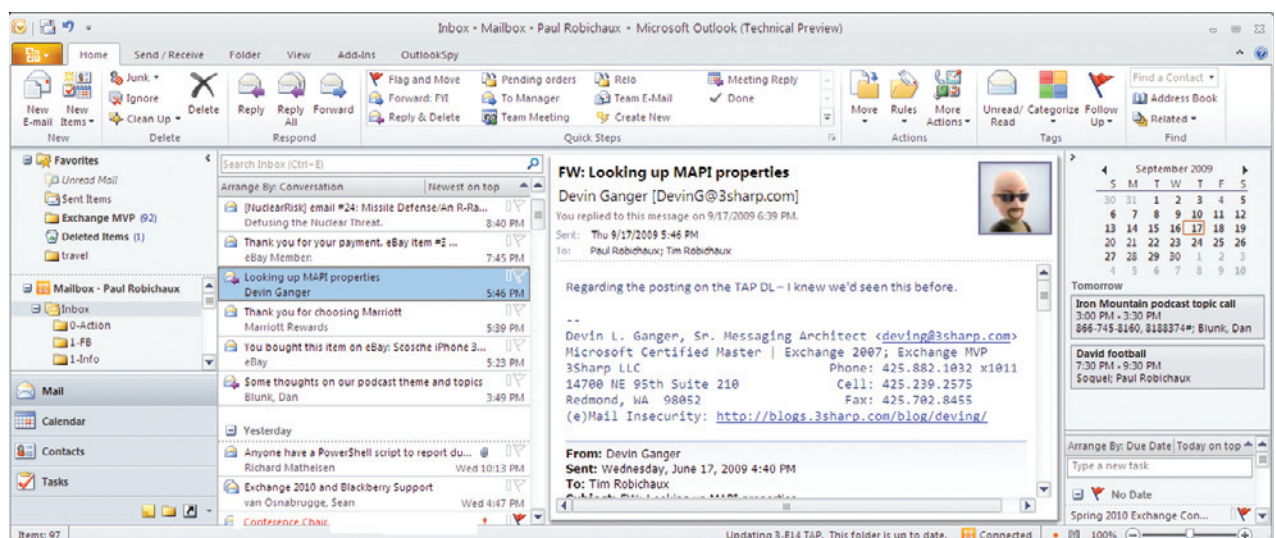 Inbox - Mailbox - Paul Robichaux - Microsoft Outlook (Technical Preview)
Home Send / Receive Folder View Add-Ins OutlookSpy
New E-mail
New Items
New
Junk
Ignore
Clean Up
Delete
Delete
Reply
Reply All
Forward
Respond
Flag and Move
Forward: FYI
Reply & Delete
Pending orders
To Manager
Team Meeting
Relo
Team E-Mail
Create New
Meeting Reply
Done
Quick Steps
Move
Rules
More Actions
Actions
Unread/ Read
Categorize
Follow Up
Tags
Find a Contact
Address Book
Related
Find
Favorites
Unread Mail
Sent Items
Exchange MVP (92)
Deleted Items (1)
travel
Mailbox - Paul Robichaux
Inbox
0-Action
1-FB
1-Info
Mail
Calendar
Contacts
Tasks
Search Inbox (Ctrl+E)
Arrange By: Conversation Newest on top
[NuclearRisk] email #24: Missile Defense/An R-Ra...
Defusing the Nuclear Threat. 8:40 PM
Thank you for your payment. eBay item ...
eBay Member: 7:45 PM
Looking up MAPI properties
Devin Ganger 5:46 PM
Thank you for choosing Marriott
Marriott Rewards 5:39 PM
You bought this item on eBay: Scosche iPhone 3...
eBay 5:23 PM
Some thoughts on our podcast theme and topics
Blunk, Dan 3:49 PM
Yesterday
Anyone have a PowerShell script to report du...
Richard Matheisen Wed 10:13 PM
Exchange 2010 and Blackberry Support
van Osnabrugge, Sean Wed 4:47 PM
Conference Chair.
FW: Looking up MAPI properties
Devin Ganger [DevinG@3sharp.com]
You replied to this message on 9/17/2009 6:39 PM.
Sent: Thu 9/17/2009 5:46 PM
To: Paul Robichaux; Tim Robichaux
Regarding the posting on the TAP DL – I knew we'd seen this before.
--
Devin L. Ganger, Sr. Messaging Architect <deving@3sharp.com>
Microsoft Certified Master | Exchange 2007; Exchange MVP
3Sharp LLC Phone: 425.882.1032 x1011
14700 NE 95th Suite 210 Cell: 425.239.2575
Redmond, WA 98052 Fax: 425.702.8455
(e)Mail Insecurity: http://blogs.3sharp.com/blog/deving/
From: Devin Ganger
Sent: Wednesday, June 17, 2009 4:40 PM
To: Tim Robichaux
Subject: FW: Looking up MAPI properties
September 2009
S M T W T F S
30 31 1 2 3 4 5
6 7 8 9 10 11 12
13 14 15 16 17 18 19
20 21 22 23 24 25 26
27 28 29 30 1 2 3
4 5 6 7 8 9 10
Tomorrow
Iron Mountain podcast topic call
3:00 PM - 3:30 PM
866-745-8160, 8188374#; Blunk, Dan
David football
7:30 PM - 9:30 PM
Soquel; Paul Robichaux
Arrange By: Due Date Today on top
Type a new task
No Date
Spring 2010 Exchange Con...
Items: 97
Updating 3-E14 TAP. This folder is up to date. Connected 100%